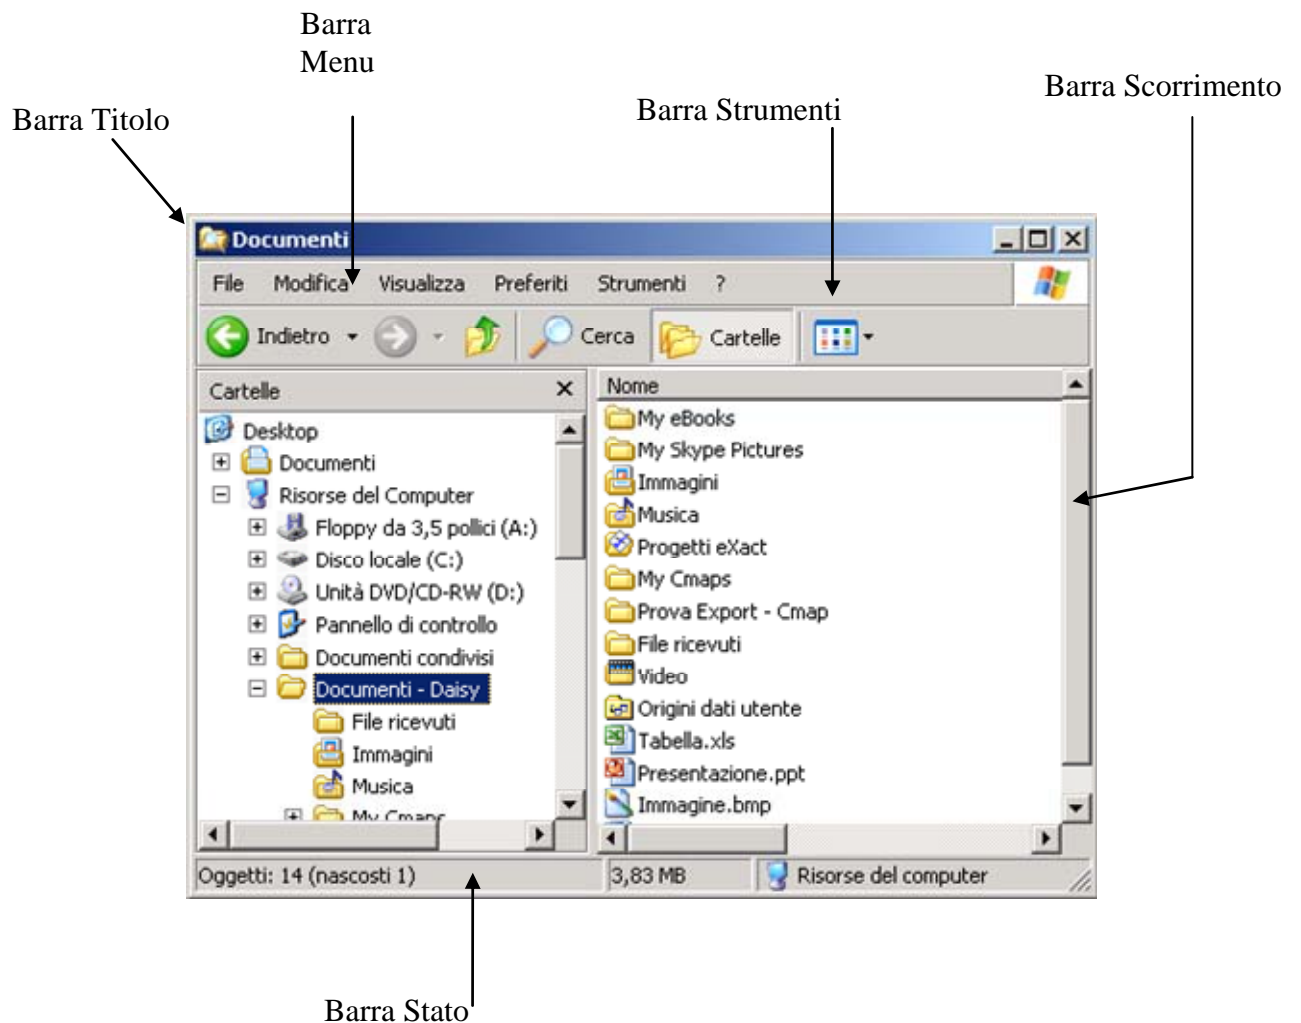 Barra
Menu
Barra Scorrimento
Barra Strumenti
Barra Titolo
Documenti
File Modifica Visualizza Preferiti Strumenti ?
Indietro Cerca Cartelle
Cartelle
Desktop
Documenti
Risorse del Computer
Floppy da 3,5 pollici (A:)
Disco locale (C:)
Unità DVD/CD-RW (D:)
Pannello di controllo
Documenti condivisi
Documenti - Daisy
File ricevuti
Immagini
Musica
My Cmaps
Nome
My eBooks
My Skype Pictures
Immagini
Musica
Progetti eXact
My Cmaps
Prova Export - Cmap
File ricevuti
Video
Origini dati utente
Tabella.xls
Presentazione.ppt
Immagine.bmp
Oggetti: 14 (nascosti 1) 3,83 MB Risorse del computer
Barra Stato